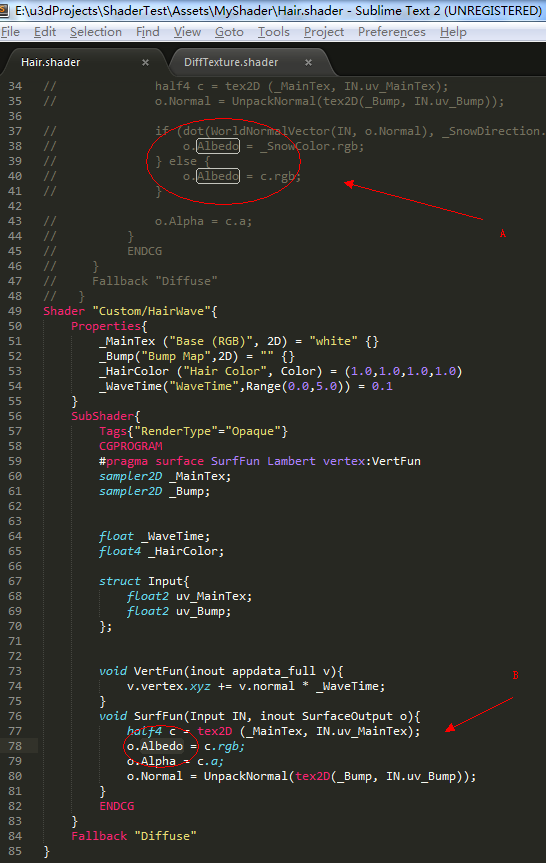 E:\u3dProjects\ShaderTest\Assets\MyShader\Hair.shader - Sublime Text 2 (UNREGISTERED)
File Edit Selection Find View Goto Tools Project Preferences Help
Hair.shader × DiffTexture.shader ×
34 // half4 c = tex2D (_MainTex, IN.uv_MainTex);
35 // o.Normal = UnpackNormal(tex2D(_Bump, IN.uv_Bump));
36
37 // if (dot(WorldNormalVector(IN, o.Normal), _SnowDirection.
38 // o.Albedo = _SnowColor.rgb;
39 // } else {
40 // o.Albedo = c.rgb;
41 // }
42
43 // o.Alpha = c.a;
A
44 // }
45 // ENDCG
46 // }
47 // Fallback "Diffuse"
48 // }
49 Shader "Custom/HairWave"{
50 Properties{
51 _MainTex ("Base (RGB)", 2D) = "white" {}
52 _Bump("Bump Map",2D) = "" {}
53 _HairColor ("Hair Color", Color) = (1.0,1.0,1.0,1.0)
54 _WaveTime("WaveTime",Range(0.0,5.0)) = 0.1
55 }
56 SubShader{
57 Tags{"RenderType"="Opaque"}
58 CGPROGRAM
59 #pragma surface SurfFun Lambert vertex:VertFun
60 sampler2D _MainTex;
61 sampler2D _Bump;
62
63
64 float _WaveTime;
65 float4 _HairColor;
66
67 struct Input{
68 float2 uv_MainTex;
69 float2 uv_Bump;
70 };
71
72
73 void VertFun(inout appdata_full v){
B
74 v.vertex.xyz += v.normal * _WaveTime;
75 }
76 void SurfFun(Input IN, inout SurfaceOutput o){
77 half4 c = tex2D (_MainTex, IN.uv_MainTex);
78 o.Albedo = c.rgb;
79 o.Alpha = c.a;
80 o.Normal = UnpackNormal(tex2D(_Bump, IN.uv_Bump));
81 }
82 ENDCG
83 }
84 Fallback "Diffuse"
85 }